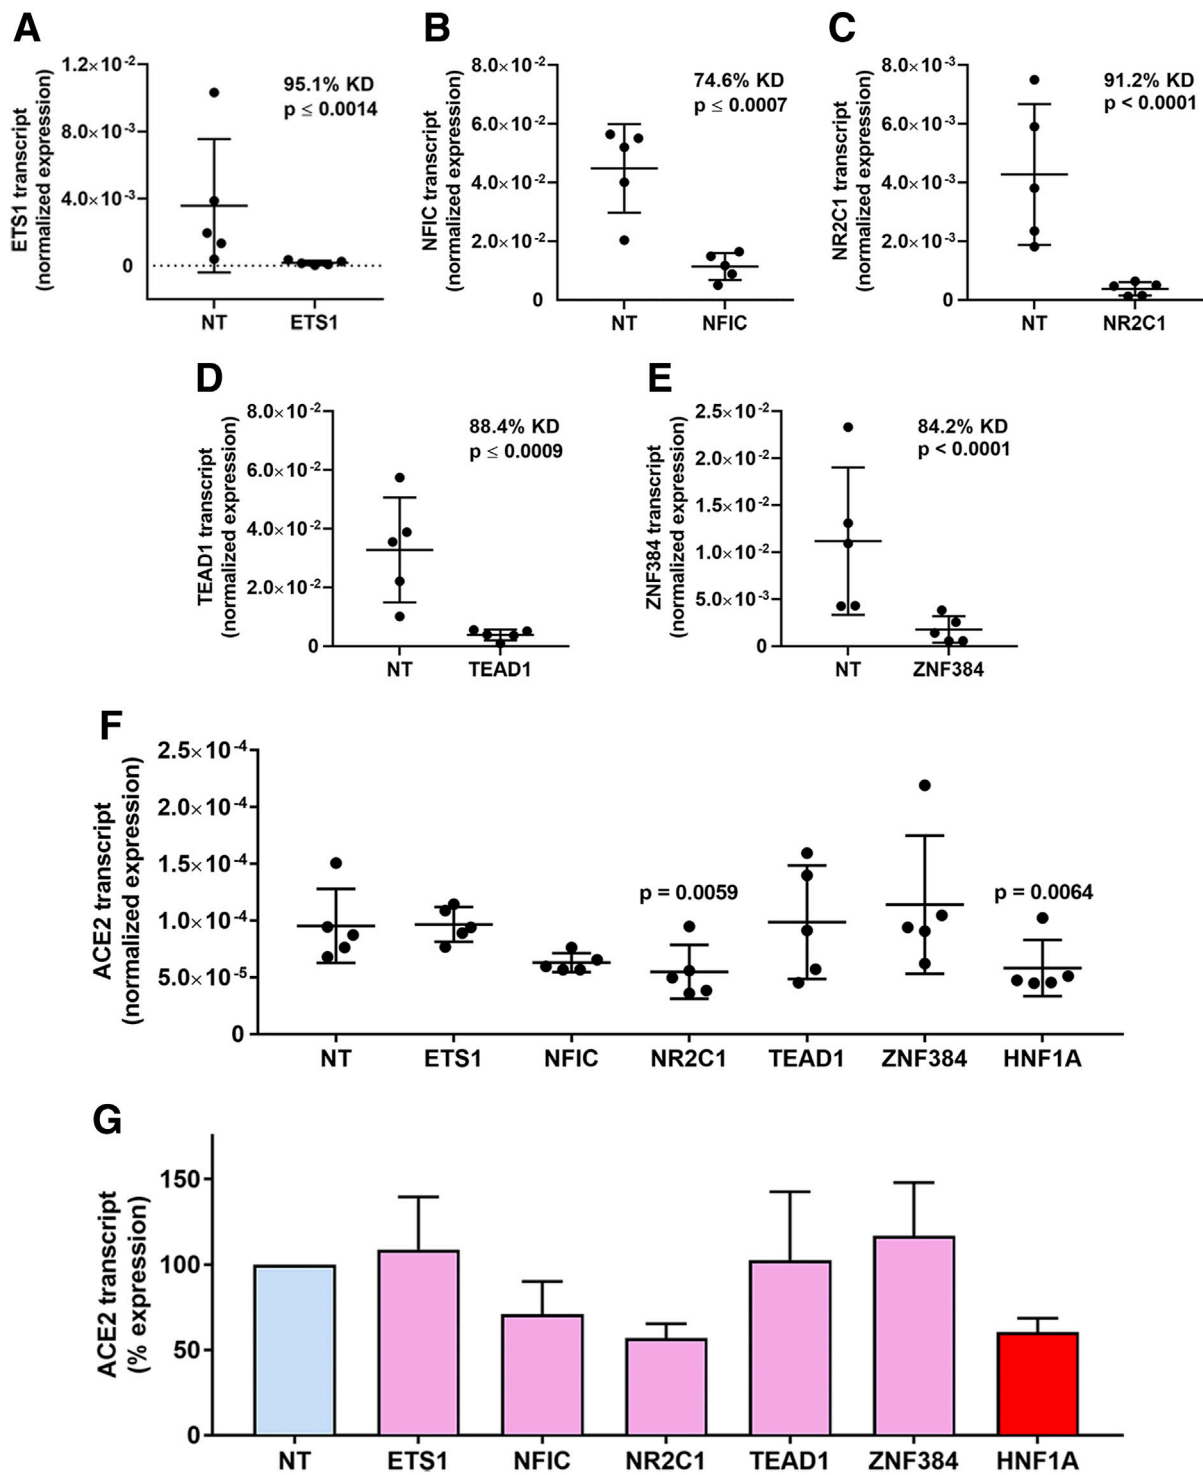 A
ETS1 transcript
(normalized expression)
1.2×10⁻²
8.0×10⁻³
4.0×10⁻³
0
95.1% KD
p ≤ 0.0014
NT ETS1
B
NFIC transcript
(normalized expression)
8.0×10⁻²
6.0×10⁻²
4.0×10⁻²
2.0×10⁻²
0
74.6% KD
p ≤ 0.0007
NT NFIC
C
NR2C1 transcript
(normalized expression)
8.0×10⁻³
6.0×10⁻³
4.0×10⁻³
2.0×10⁻³
0
91.2% KD
p < 0.0001
NT NR2C1
D
TEAD1 transcript
(normalized expression)
8.0×10⁻²
6.0×10⁻²
4.0×10⁻²
2.0×10⁻²
0
88.4% KD
p ≤ 0.0009
NT TEAD1
E
ZNF384 transcript
(normalized expression)
2.5×10⁻²
2.0×10⁻²
1.5×10⁻²
1.0×10⁻²
5.0×10⁻³
0
84.2% KD
p < 0.0001
NT ZNF384
F
ACE2 transcript
(normalized expression)
2.5×10⁻⁴
2.0×10⁻⁴
1.5×10⁻⁴
1.0×10⁻⁴
5.0×10⁻⁵
0
p = 0.0059
p = 0.0064
NT ETS1 NFIC NR2C1 TEAD1 ZNF384 HNF1A
G
ACE2 transcript
(% expression)
150
100
50
0
NT ETS1 NFIC NR2C1 TEAD1 ZNF384 HNF1A